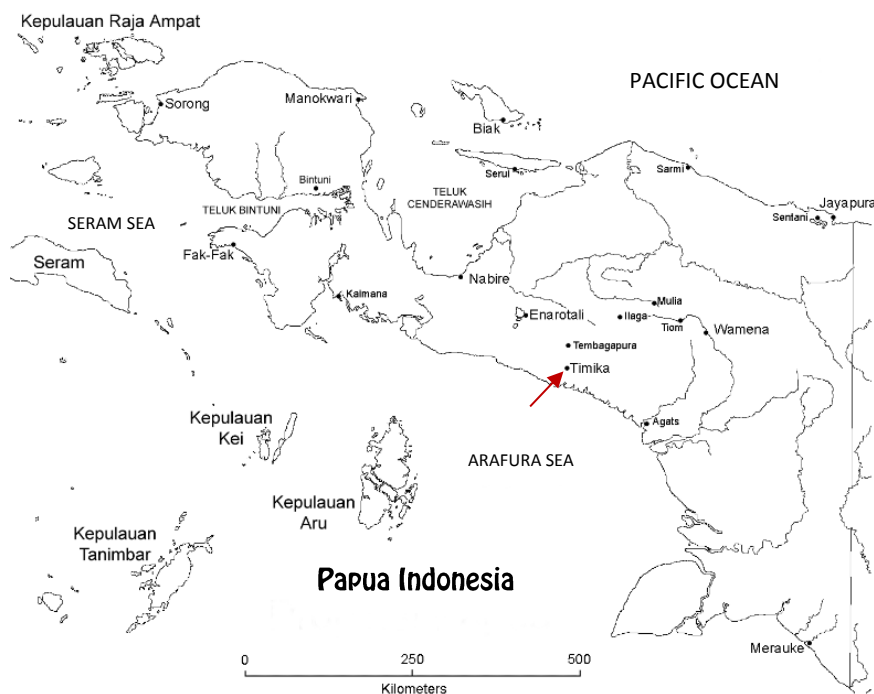 Kepulauan Raja Ampat
PACIFIC OCEAN
Sorong
Manokwari
Biak
Bintuni
Serui
Sarmi
TELUK BINTUNI
TELUK
CENDERAWASIH
Jayapura
Sentani
SERAM SEA
Fak-Fak
Seram
Nabire
Kaimana
Mulia
Enarotali
Ilaga
Tiom
Wamena
Tembagapura
Timika
Kepulauan
Kei
Agats
ARAFURA SEA
Kepulauan
Aru
Kepulauan
Tanimbar
Papua Indonesia
Merauke
0
250
500
Kilometers